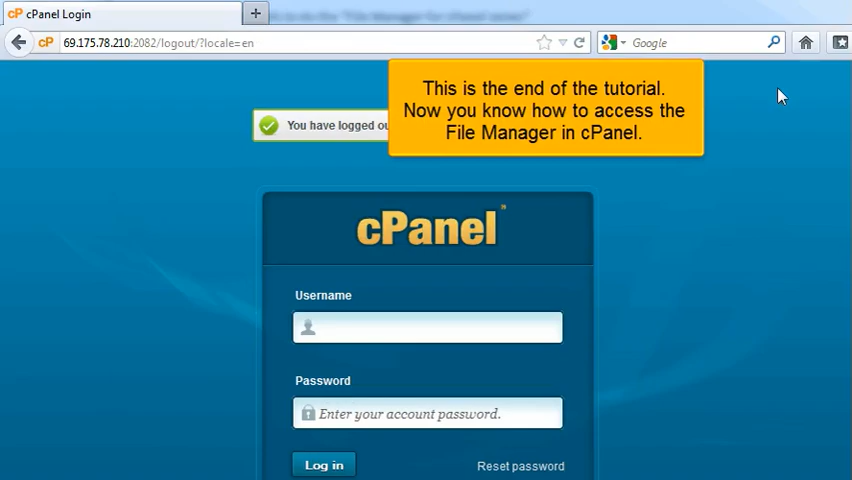 cPanel Login
69.175.78.210:2082/logout/?locale=en
Google
This is the end of the tutorial.
Now you know how to access the
File Manager in cPanel.
You have logged
cPanel
Username
Password
Enter your account password.
Log in
Reset password